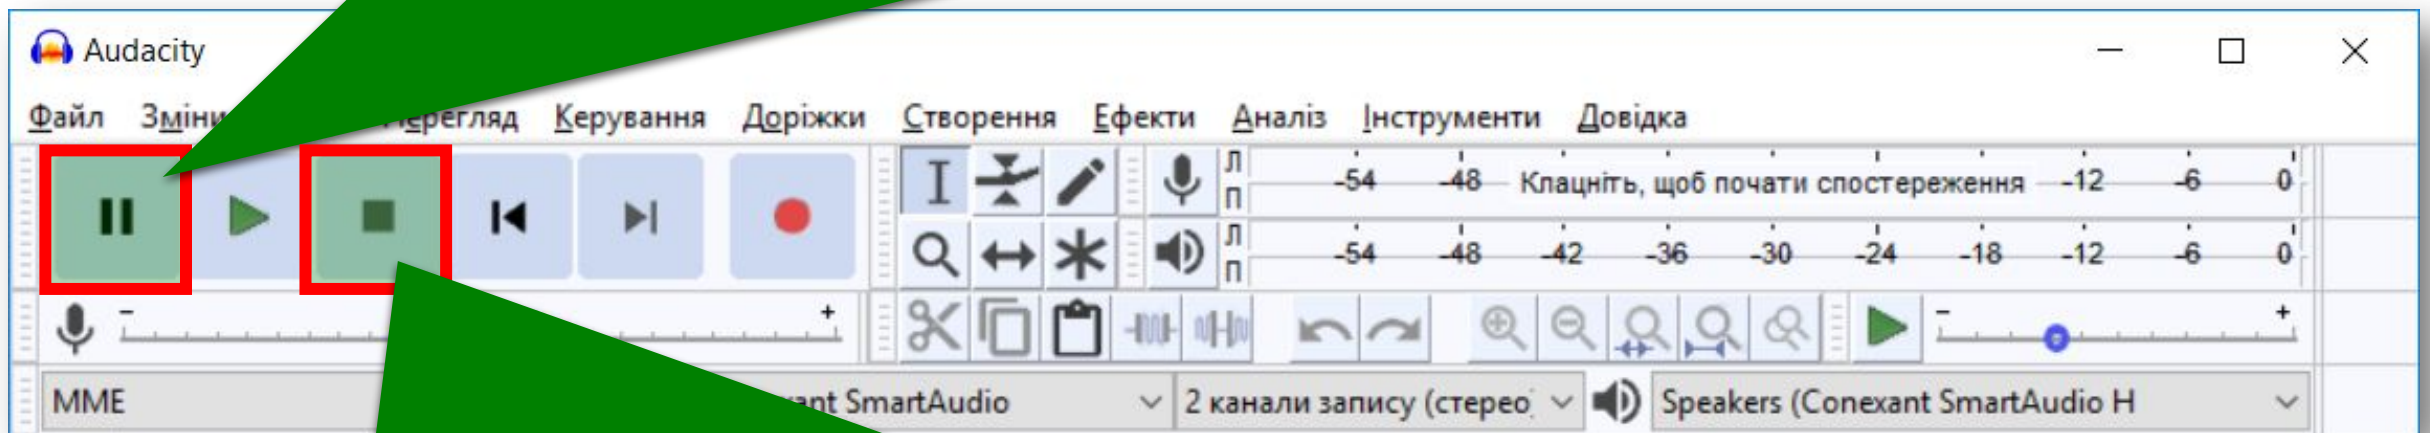 Audacity
Файл Зміни Перегляд Керування Доріжки Створення Ефекти Аналіз Інструменти Довідка
Л
П
-54 -48 Клацніть, щоб почати спостереження -12 -6 0
Л
П
-54 -48 -42 -36 -30 -24 -18 -12 -6 0
- + - +
MME SmartAudio 2 канали запису (стерео) Speakers (Conexant SmartAudio H